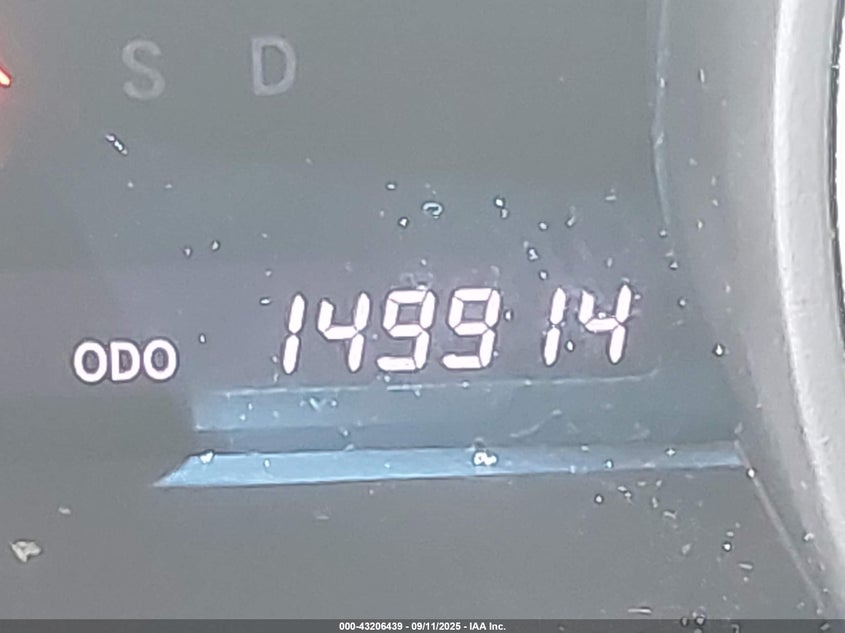 S D
ODO 149914
000-43206439 - 09/11/2025 - IAA Inc.